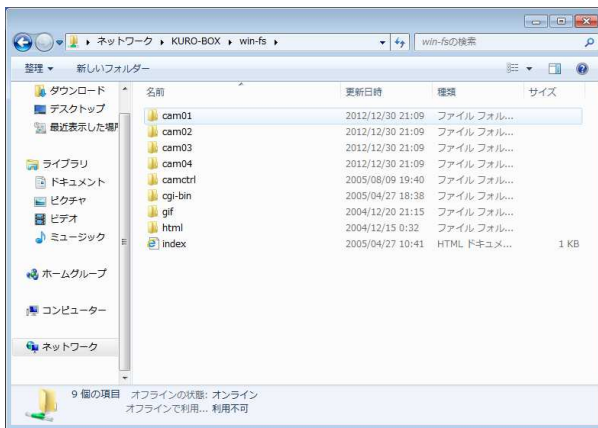 ネットワーク ▸ KURO-BOX ▸ win-fs ▸
win-fsの検索
整理 ▼ 新しいフォルダー
ダウンロード
デスクトップ
最近表示した場所
ライブラリ
ドキュメント
ピクチャ
ビデオ
ミュージック
ホームグループ
コンピューター
ネットワーク
名前 更新日時 種類 サイズ
cam01 2012/12/30 21:09 ファイル フォル...
cam02 2012/12/30 21:09 ファイル フォル...
cam03 2012/12/30 21:09 ファイル フォル...
cam04 2012/12/30 21:09 ファイル フォル...
camctrl 2005/08/09 19:40 ファイル フォル...
cgi-bin 2005/04/27 18:38 ファイル フォル...
gif 2004/12/20 21:15 ファイル フォル...
html 2004/12/15 0:32 ファイル フォル...
index 2005/04/27 10:41 HTML ドキュメ... 1 KB
9 個の項目 オフラインの状態: オンライン
オフラインで利用... 利用不可